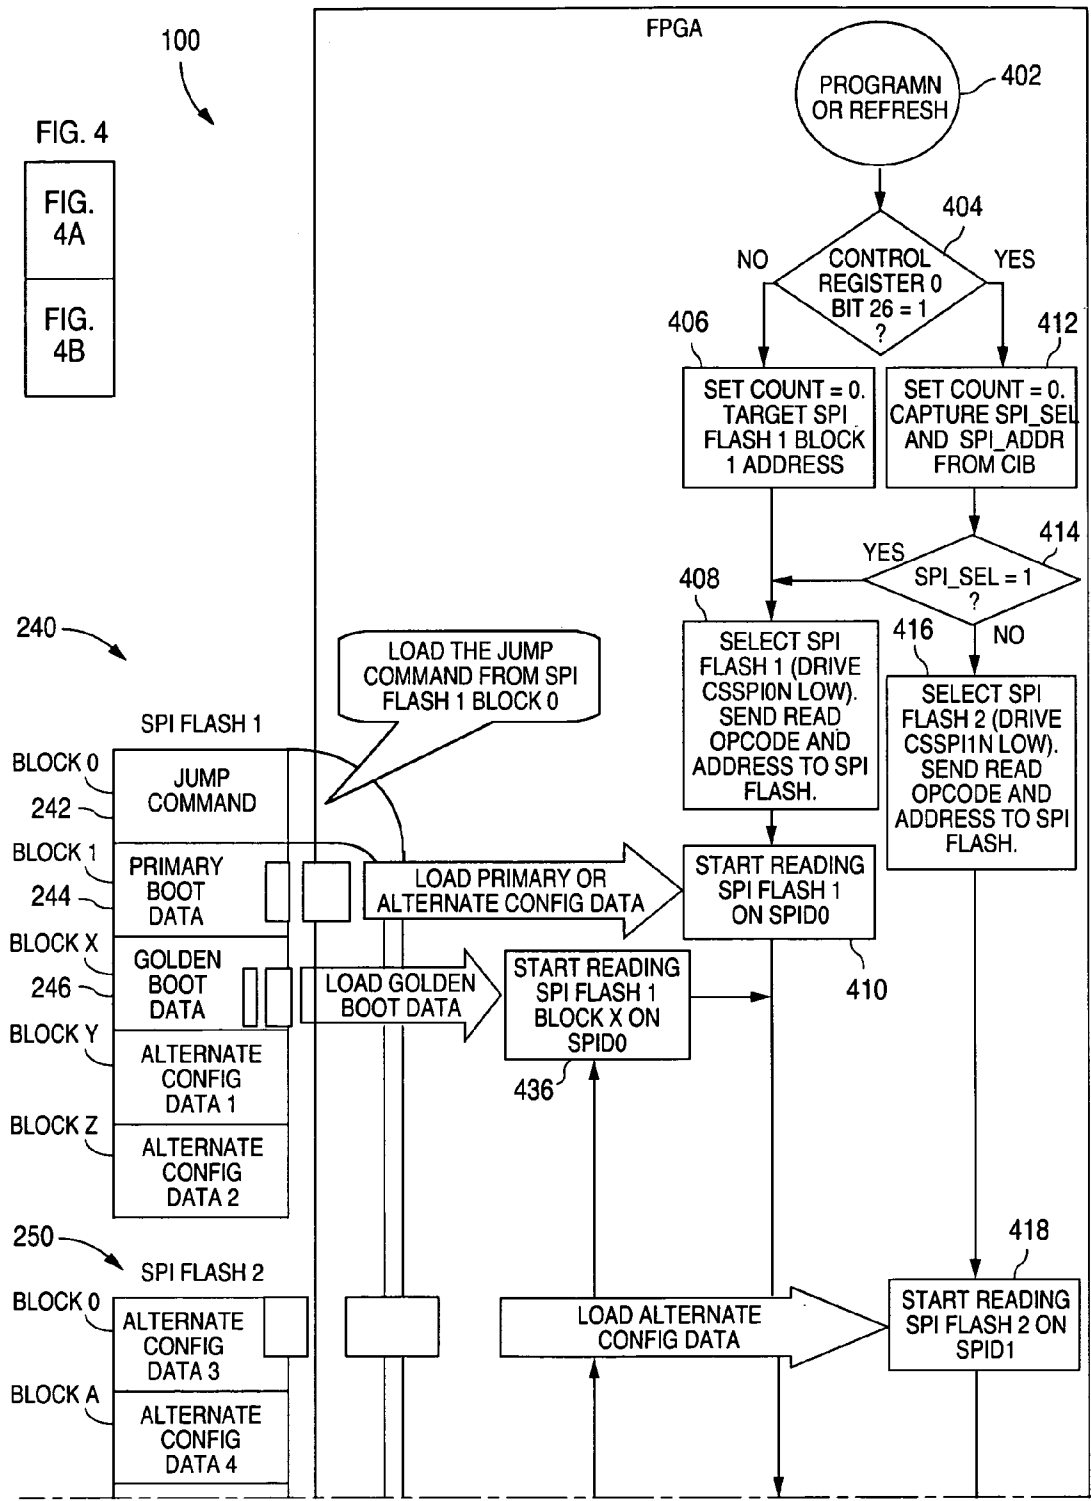 100
FIG. 4
FIG.
4A
FIG.
4B
FPGA
PROGRAMN
OR REFRESH
402
404
NO
CONTROL
REGISTER 0
BIT 26 = 1
?
YES
406
SET COUNT = 0.
TARGET SPI
FLASH 1 BLOCK
1 ADDRESS
412
SET COUNT = 0.
CAPTURE SPI_SEL
AND SPI_ADDR
FROM CIB
414
YES
SPI_SEL = 1
?
NO
408
SELECT SPI
FLASH 1 (DRIVE
CSSPI0N LOW).
SEND READ
OPCODE AND
ADDRESS TO SPI
FLASH.
416
SELECT SPI
FLASH 2 (DRIVE
CSSPI1N LOW).
SEND READ
OPCODE AND
ADDRESS TO SPI
FLASH.
240
LOAD THE JUMP
COMMAND FROM SPI
FLASH 1 BLOCK 0
SPI FLASH 1
BLOCK 0
242
JUMP
COMMAND
BLOCK 1
244
PRIMARY
BOOT
DATA
LOAD PRIMARY OR
ALTERNATE CONFIG DATA
START READING
SPI FLASH 1
ON SPID0
410
BLOCK X
246
GOLDEN
BOOT
DATA
LOAD GOLDEN
BOOT DATA
START READING
SPI FLASH 1
BLOCK X ON
SPID0
436
BLOCK Y
ALTERNATE
CONFIG
DATA 1
BLOCK Z
ALTERNATE
CONFIG
DATA 2
250
SPI FLASH 2
BLOCK 0
ALTERNATE
CONFIG
DATA 3
LOAD ALTERNATE
CONFIG DATA
418
START READING
SPI FLASH 2 ON
SPID1
BLOCK A
ALTERNATE
CONFIG
DATA 4